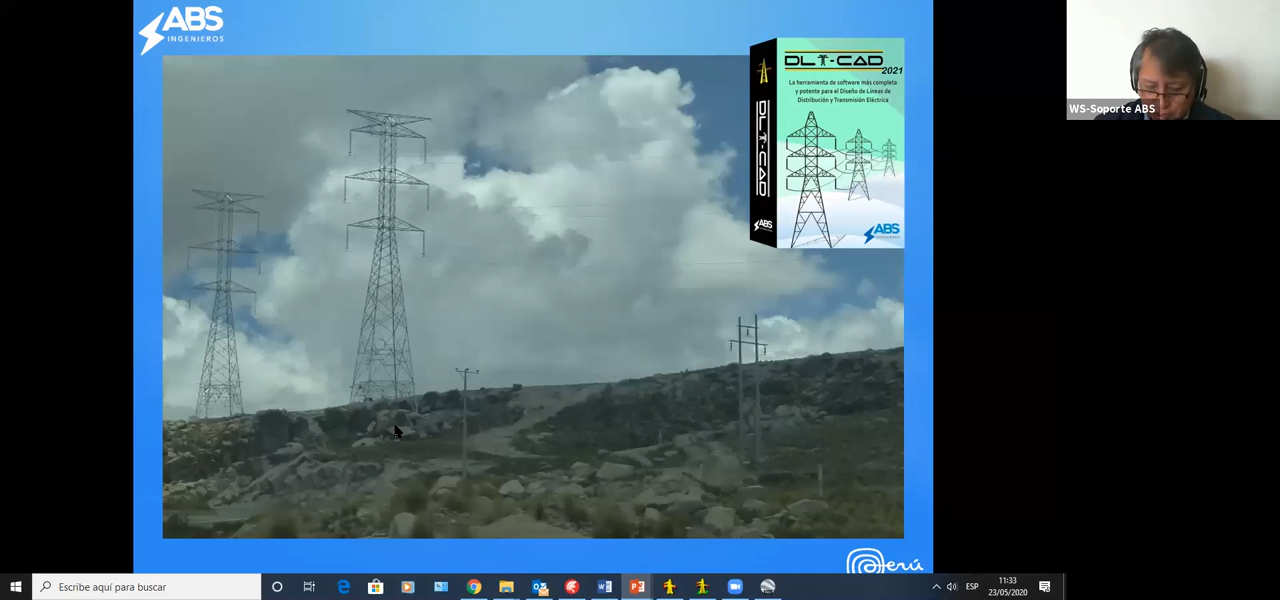 ABS
INGENIEROS
DLT-CAD
2021
La herramienta de software más completa
y potente para el Diseño de Líneas de
Distribución y Transmisión Eléctrica
DLT-CAD
ABS
ABS
WS-Soporte ABS
Perú
Escribe aquí para buscar
ESP
11:33
23/05/2020